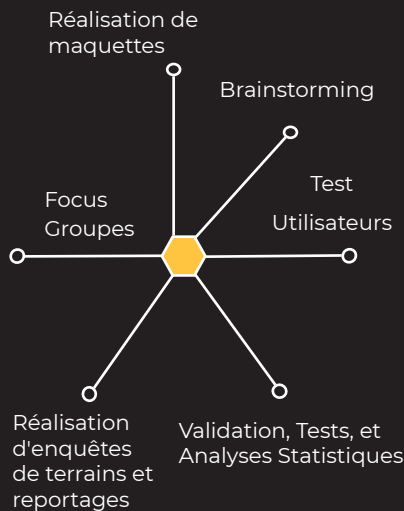 Réalisation de
maquettes
Brainstorming
Test
Utilisateurs
Focus
Groupes
Réalisation
d'enquêtes
de terrains et
reportages
Validation, Tests, et
Analyses Statistiques